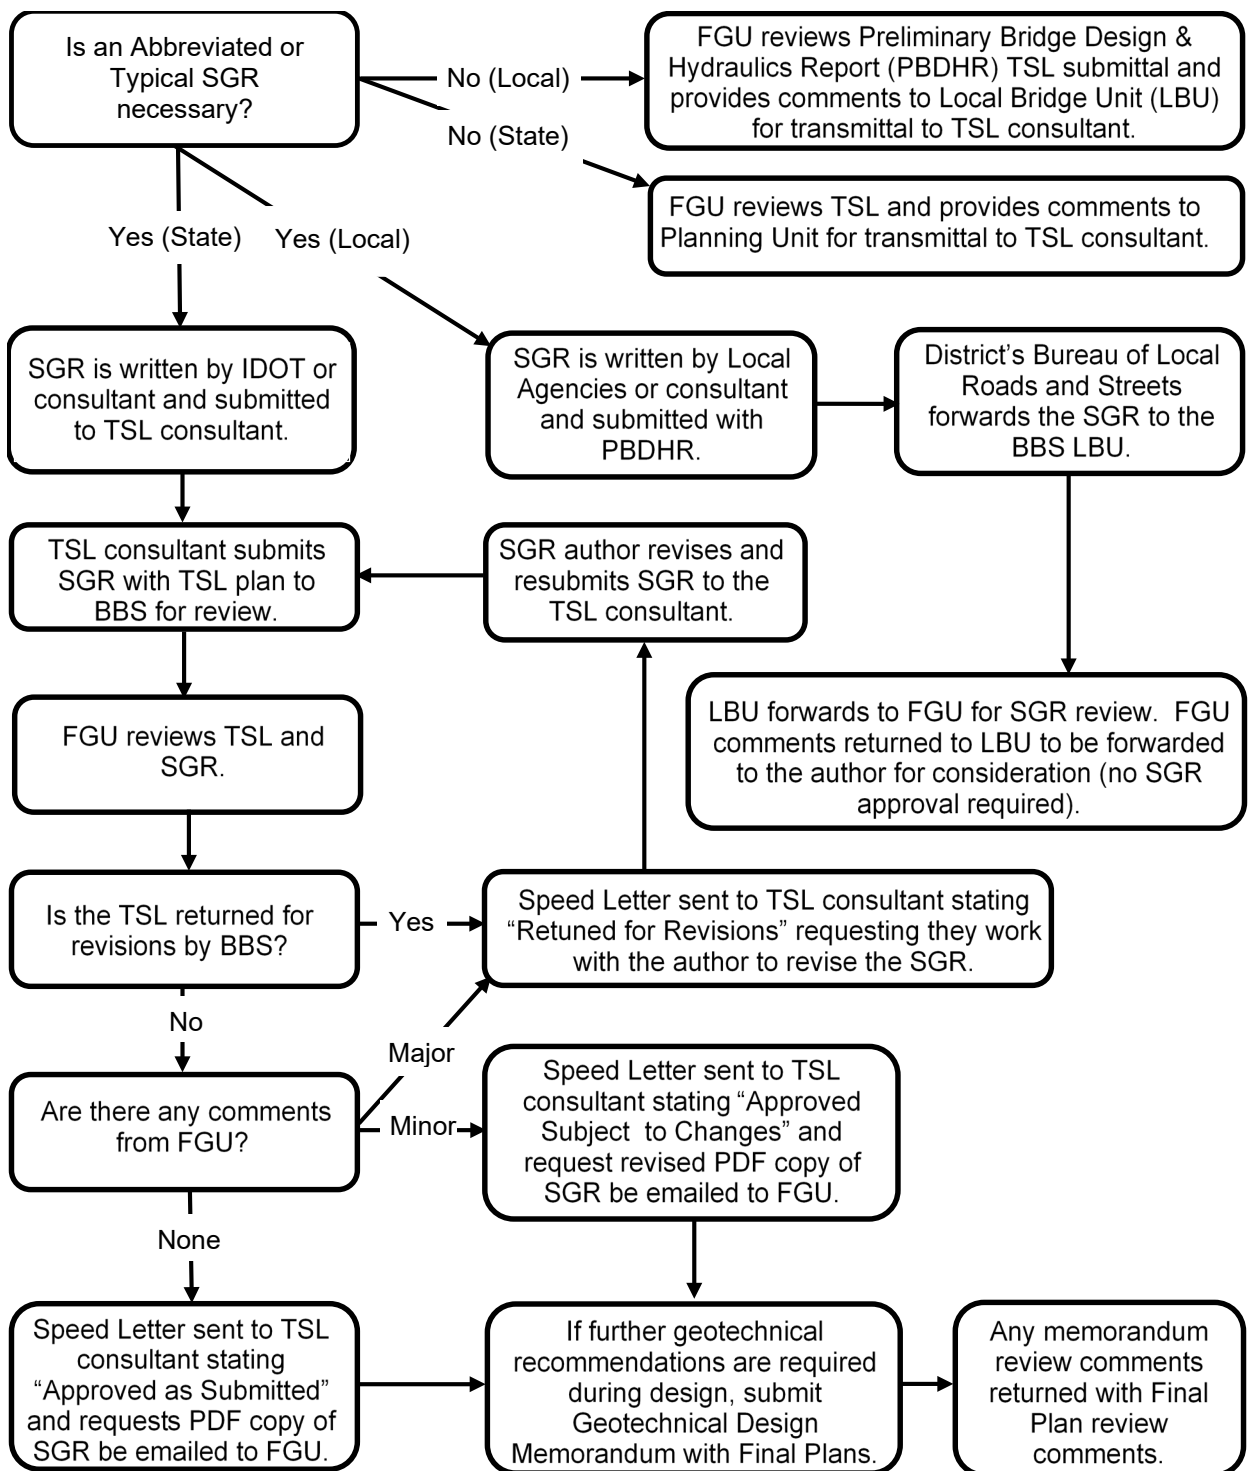 Is an Abbreviated or
Typical SGR
necessary?
No (Local)
No (State)
FGU reviews Preliminary Bridge Design &
Hydraulics Report (PBDHR) TSL submittal and
provides comments to Local Bridge Unit (LBU)
for transmittal to TSL consultant.
FGU reviews TSL and provides comments to
Planning Unit for transmittal to TSL consultant.
Yes (State)
Yes (Local)
SGR is written by IDOT or
consultant and submitted
to TSL consultant.
SGR is written by Local
Agencies or consultant
and submitted with
PBDHR.
District's Bureau of Local
Roads and Streets
forwards the SGR to the
BBS LBU.
TSL consultant submits
SGR with TSL plan to
BBS for review.
SGR author revises and
resubmits SGR to the
TSL consultant.
LBU forwards to FGU for SGR review.  FGU
comments returned to LBU to be forwarded
to the author for consideration (no SGR
approval required).
FGU reviews TSL and
SGR.
Is the TSL returned for
revisions by BBS?
Yes
Speed Letter sent to TSL consultant stating
“Retuned for Revisions” requesting they work
with the author to revise the SGR.
No
Major
Minor
Are there any comments
from FGU?
Speed Letter sent to TSL
consultant stating “Approved
Subject  to Changes” and
request revised PDF copy of
SGR be emailed to FGU.
None
Speed Letter sent to TSL
consultant stating
“Approved as Submitted”
and requests PDF copy of
SGR be emailed to FGU.
If further geotechnical
recommendations are required
during design, submit
Geotechnical Design
Memorandum with Final Plans.
Any memorandum
review comments
returned with Final
Plan review
comments.